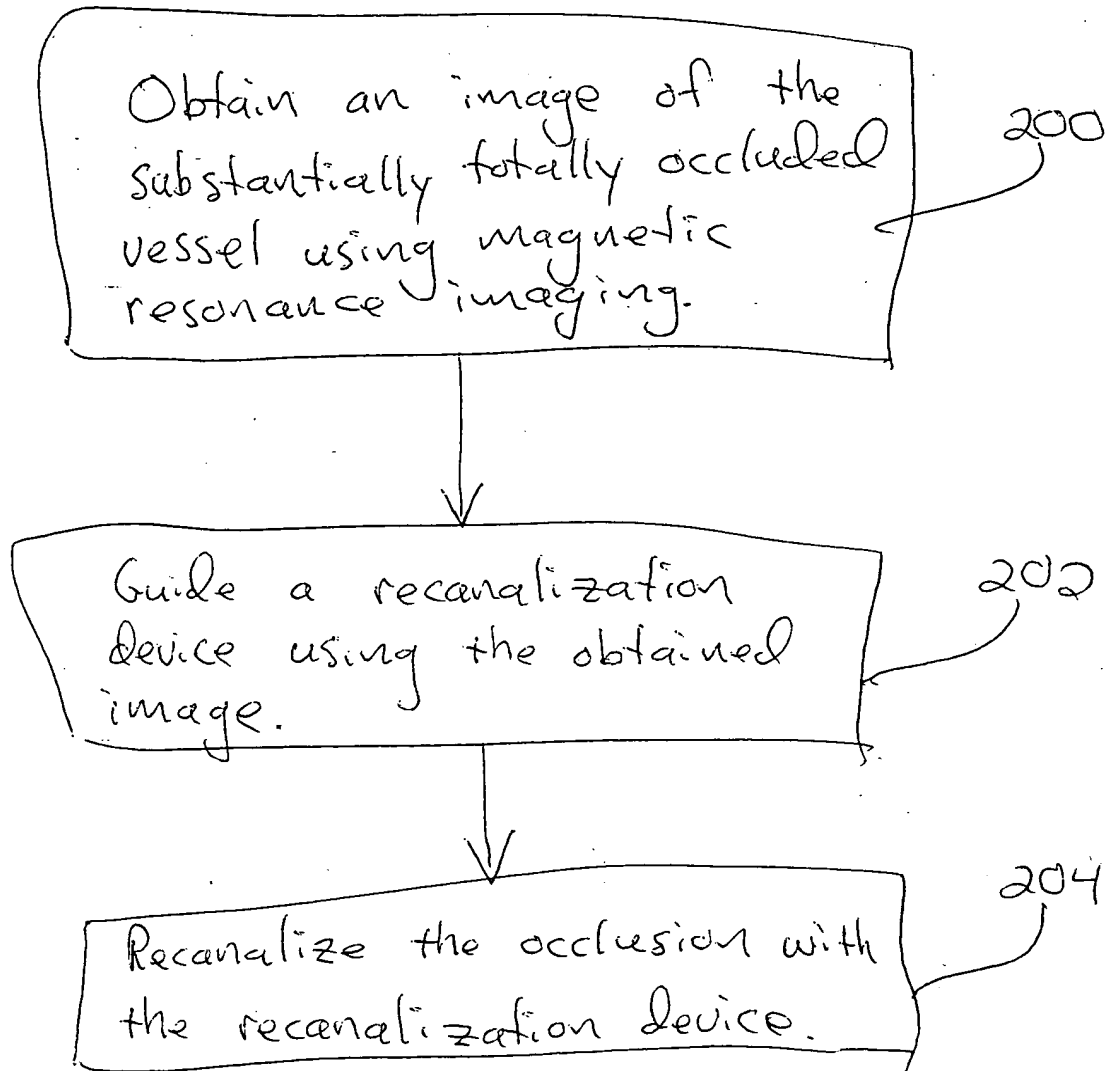 Obtain an image of the
substantially totally occluded
vessel using magnetic
resonance imaging.
200
Guide a recanalization
device using the obtained
image.
202
Recanalize the occlusion with
the recanalization device.
204